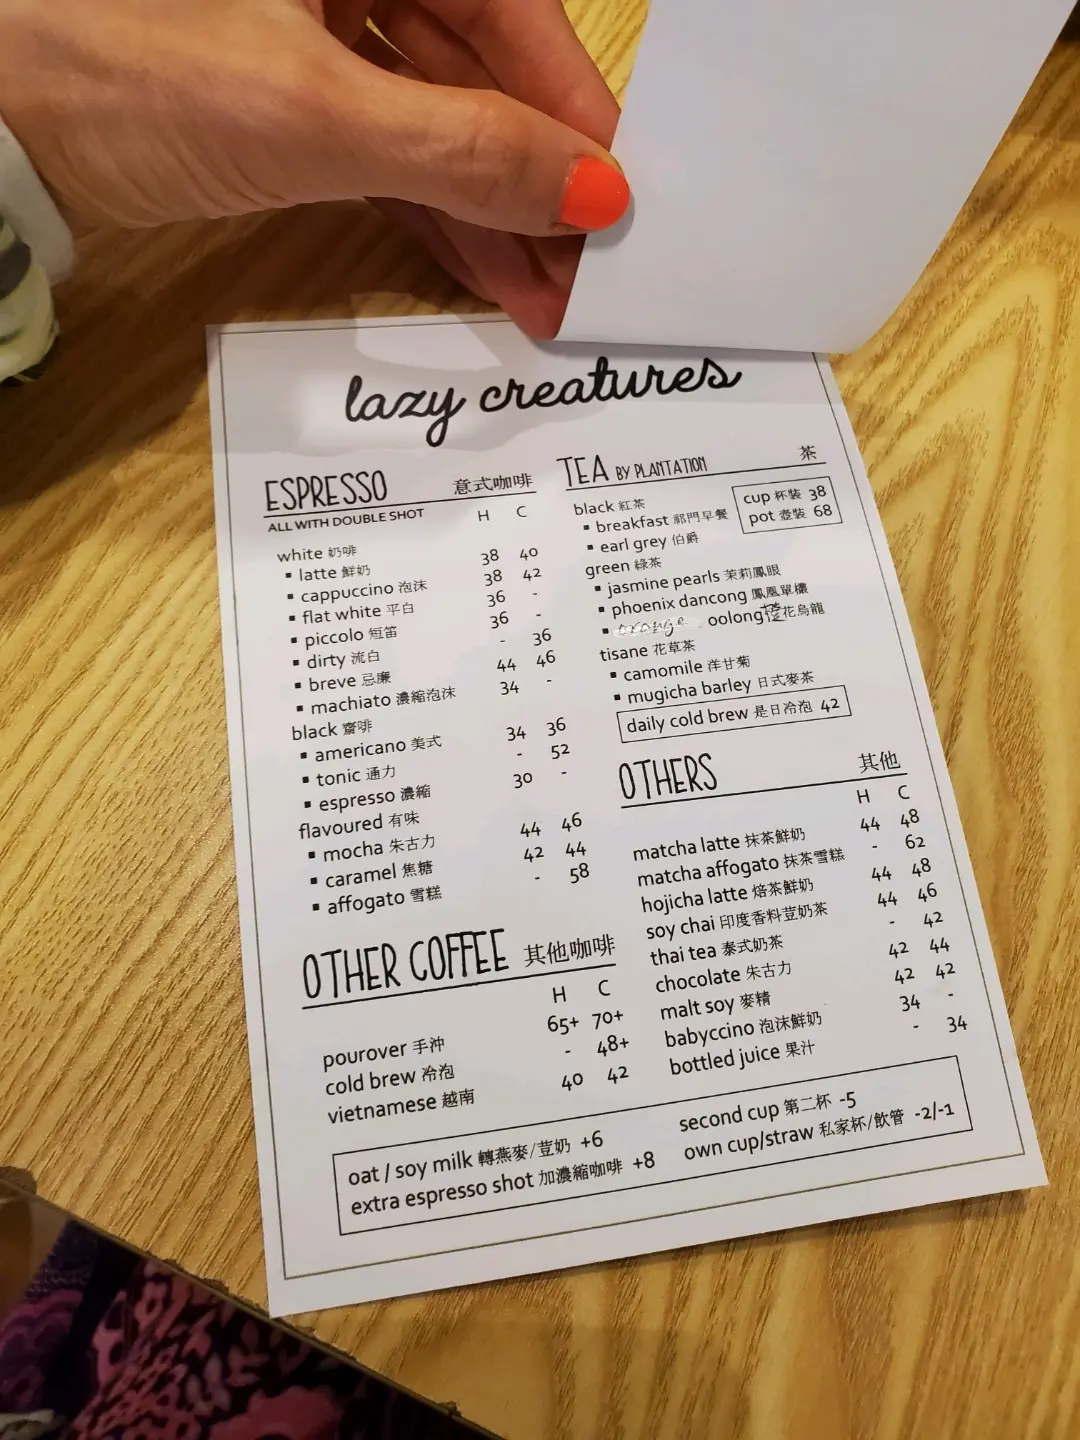 lazy creatures
ESPRESSO 意式咖啡
ALL WITH DOUBLE SHOT H C
white 奶啡
▪ latte 鮮奶 38 40
▪ cappuccino 泡沫 38 42
▪ flat white 平白 36 -
▪ piccolo 短笛 36 -
▪ dirty 流白 - 36
▪ breve 忌廉 44 46
▪ machiato 濃縮泡沫 34 -
black 齋啡
▪ americano 美式 34 36
▪ tonic 通力 - 52
▪ espresso 濃縮 30 -
flavoured 有味
▪ mocha 朱古力 44 46
▪ caramel 焦糖 42 44
▪ affogato 雪糕 - 58
OTHER COFFEE 其他咖啡
H C
pourover 手沖 65+ 70+
cold brew 冷泡 - 48+
vietnamese 越南 40 42
TEA BY PLANTATION 茶
cup 杯裝 38
pot 壺裝 68
black 紅茶
▪ breakfast 祁門早餐
▪ earl grey 伯爵
green 綠茶
▪ jasmine pearls 茉莉鳳眼
▪ phoenix dancong 鳳凰單欉
▪ oolong 花烏龍
tisane 花草茶
▪ camomile 洋甘菊
▪ mugicha barley 日式麥茶
daily cold brew 是日冷泡 42
OTHERS 其他
H C
matcha latte 抹茶鮮奶 44 48
matcha affogato 抹茶雪糕 - 62
hojicha latte 焙茶鮮奶 44 48
soy chai 印度香料荳奶茶 44 46
thai tea 泰式奶茶 - 42
chocolate 朱古力 42 44
malt soy 麥精 42 42
babyccino 泡沫鮮奶 34 -
bottled juice 果汁 - 34
oat / soy milk 轉燕麥/荳奶 +6
extra espresso shot 加濃縮咖啡 +8
second cup 第二杯 -5
own cup/straw 私家杯/飲管 -2/-1